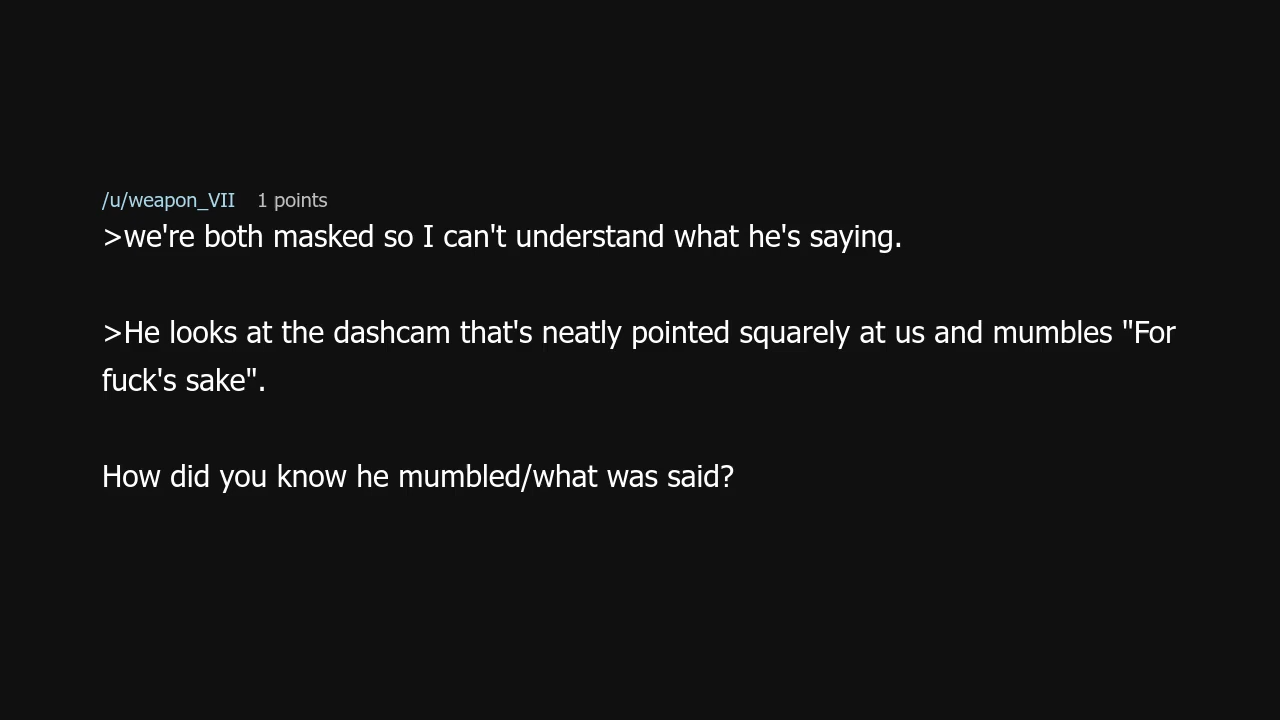 /u/weapon_VII 1 points
>we're both masked so I can't understand what he's saying.
>He looks at the dashcam that's neatly pointed squarely at us and mumbles "For
fuck's sake".
How did you know he mumbled/what was said?